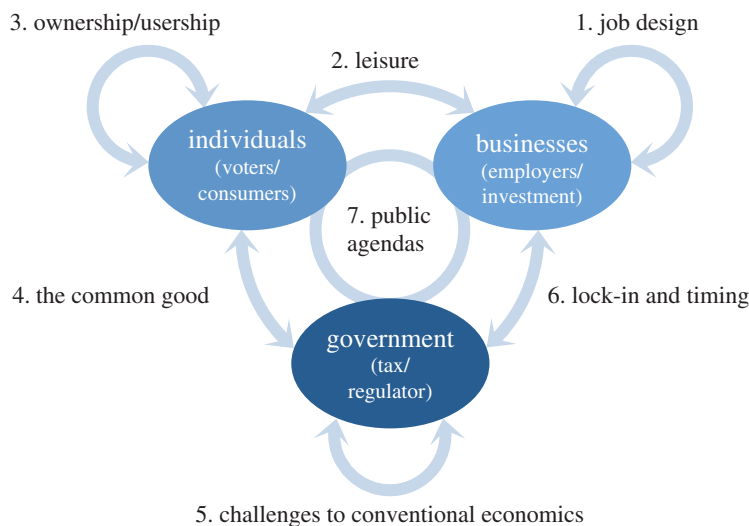 3. ownership/usership
1. job design
2. leisure
individuals
(voters/
consumers)
businesses
(employers/
investment)
7. public
agendas
4. the common good
6. lock-in and timing
government
(tax/
regulator)
5. challenges to conventional economics